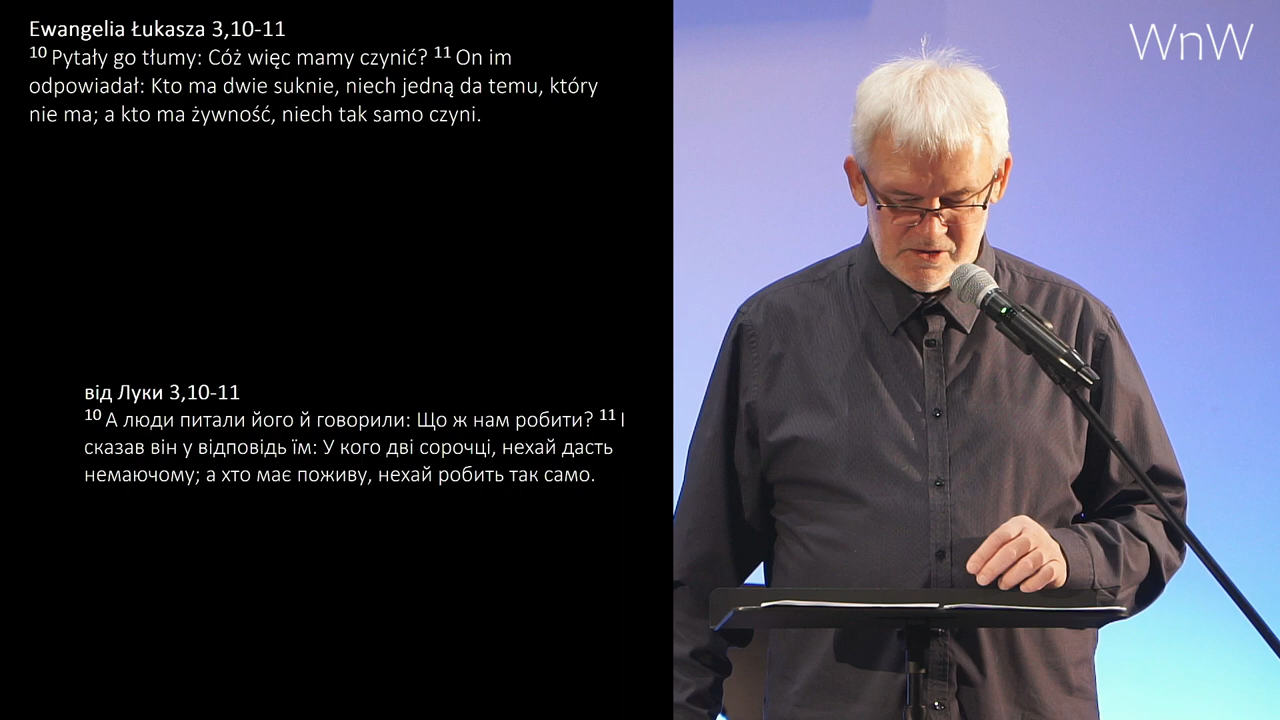 Ewangelia Łukasza 3,10-11
10 Pytały go tłumy: Cóż więc mamy czynić? 11 On im
odpowiadał: Kto ma dwie suknie, niech jedną da temu, który
nie ma; a kto ma żywność, niech tak samo czyni.
WnW
від Луки 3,10-11
10 А люди питали його й говорили: Що ж нам робити? 11 І
сказав він у відповідь їм: У кого дві сорочці, нехай дасть
немаючому; а хто має поживу, нехай робить так само.